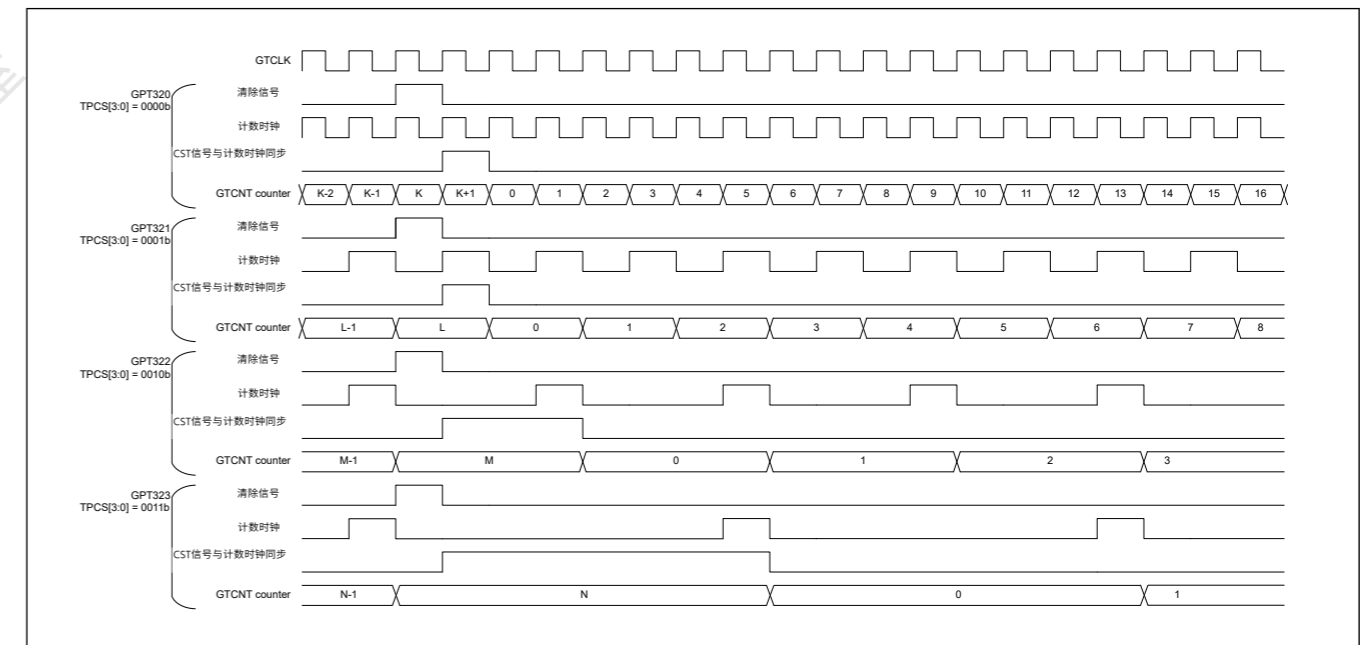 GTCLK
GPT320
TPCS[3:0] = 0000b
清除信号
计数时钟
CST信号与计数时钟同步
GTCNT counter K-2 K-1 K K+1 0 1 2 3 4 5 6 7 8 9 10 11 12 13 14 15 16
GPT321
TPCS[3:0] = 0001b
清除信号
计数时钟
CST信号与计数时钟同步
GTCNT counter L-1 L 0 1 2 3 4 5 6 7 8
GPT322
TPCS[3:0] = 0010b
清除信号
计数时钟
CST信号与计数时钟同步
GTCNT counter M-1 M 0 1 2 3
GPT323
TPCS[3:0] = 0011b
清除信号
计数时钟
CST信号与计数时钟同步
GTCNT counter N-1 N 0 1